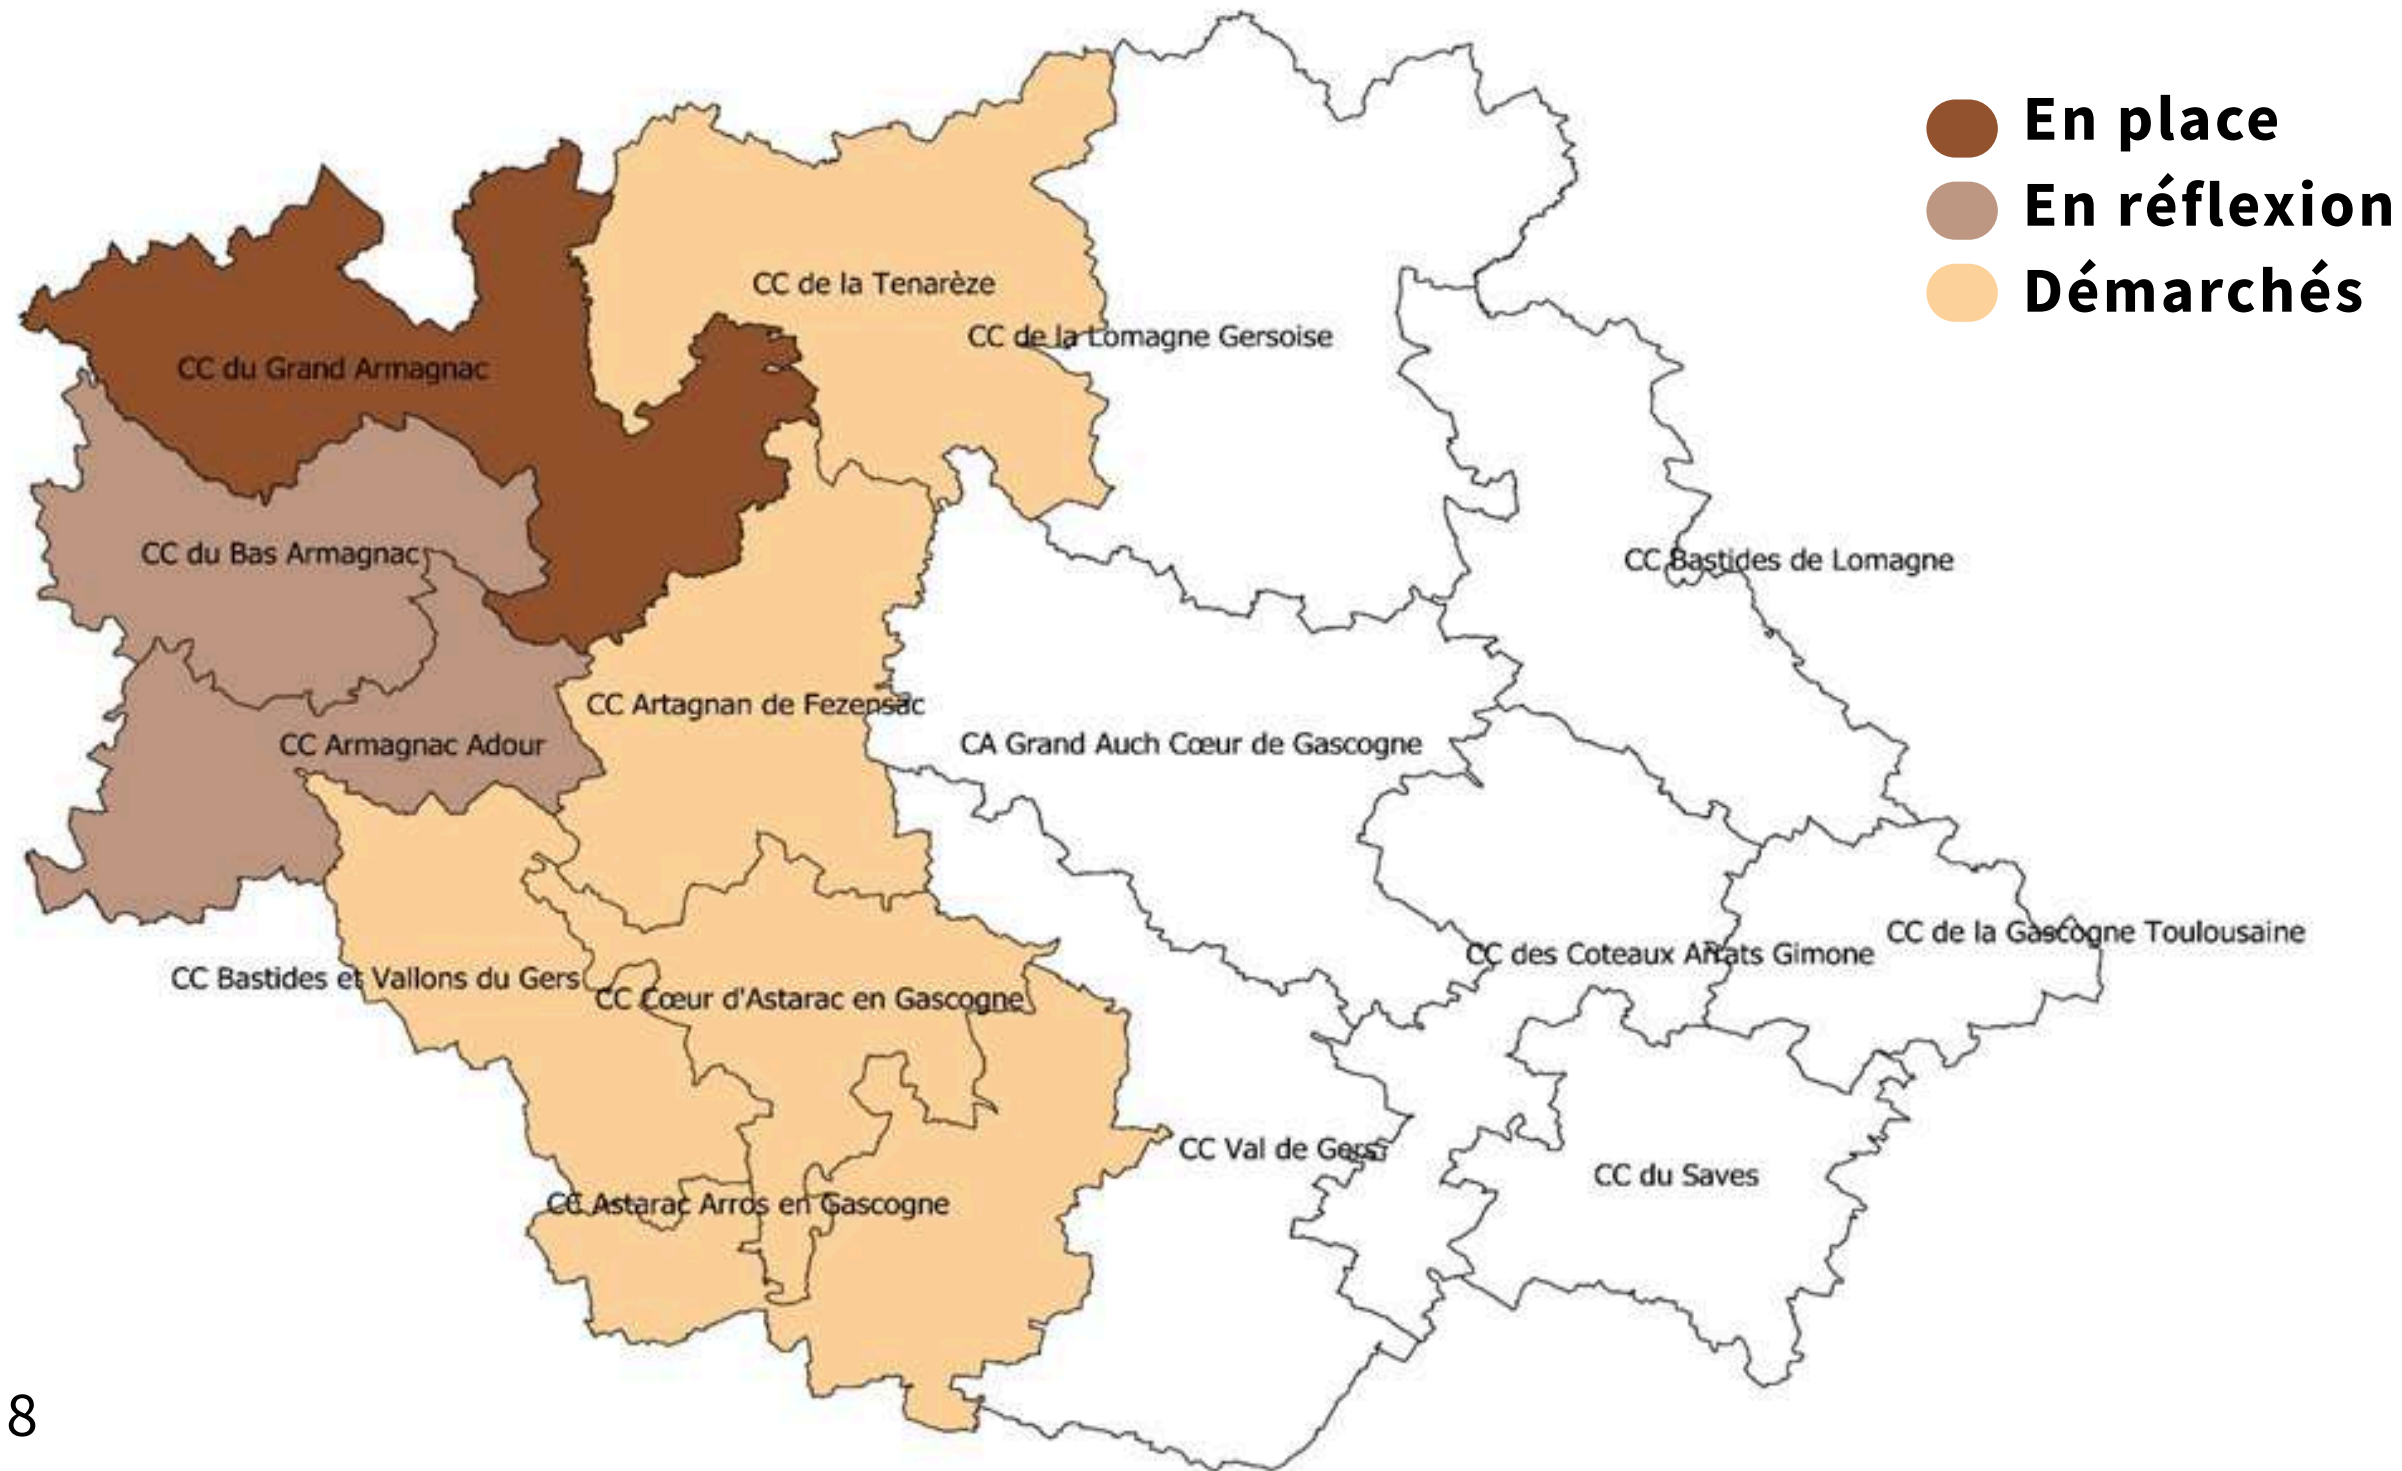 En place
En réflexion
Démarchés
CC de la Tenarèze
CC de la Lomagne Gersoise
CC du Grand Armagnac
CC du Bas Armagnac
CC Bastides de Lomagne
CC Artagnan de Fezensac
CC Armagnac Adour
CA Grand Auch Cœur de Gascogne
CC de la Gascogne Toulousaine
CC des Coteaux Arrats Gimone
CC Bastides et Vallons du Gers
CC Cœur d'Astarac en Gascogne
CC Val de Gers
CC du Saves
CC Astarac Arros en Gascogne
8